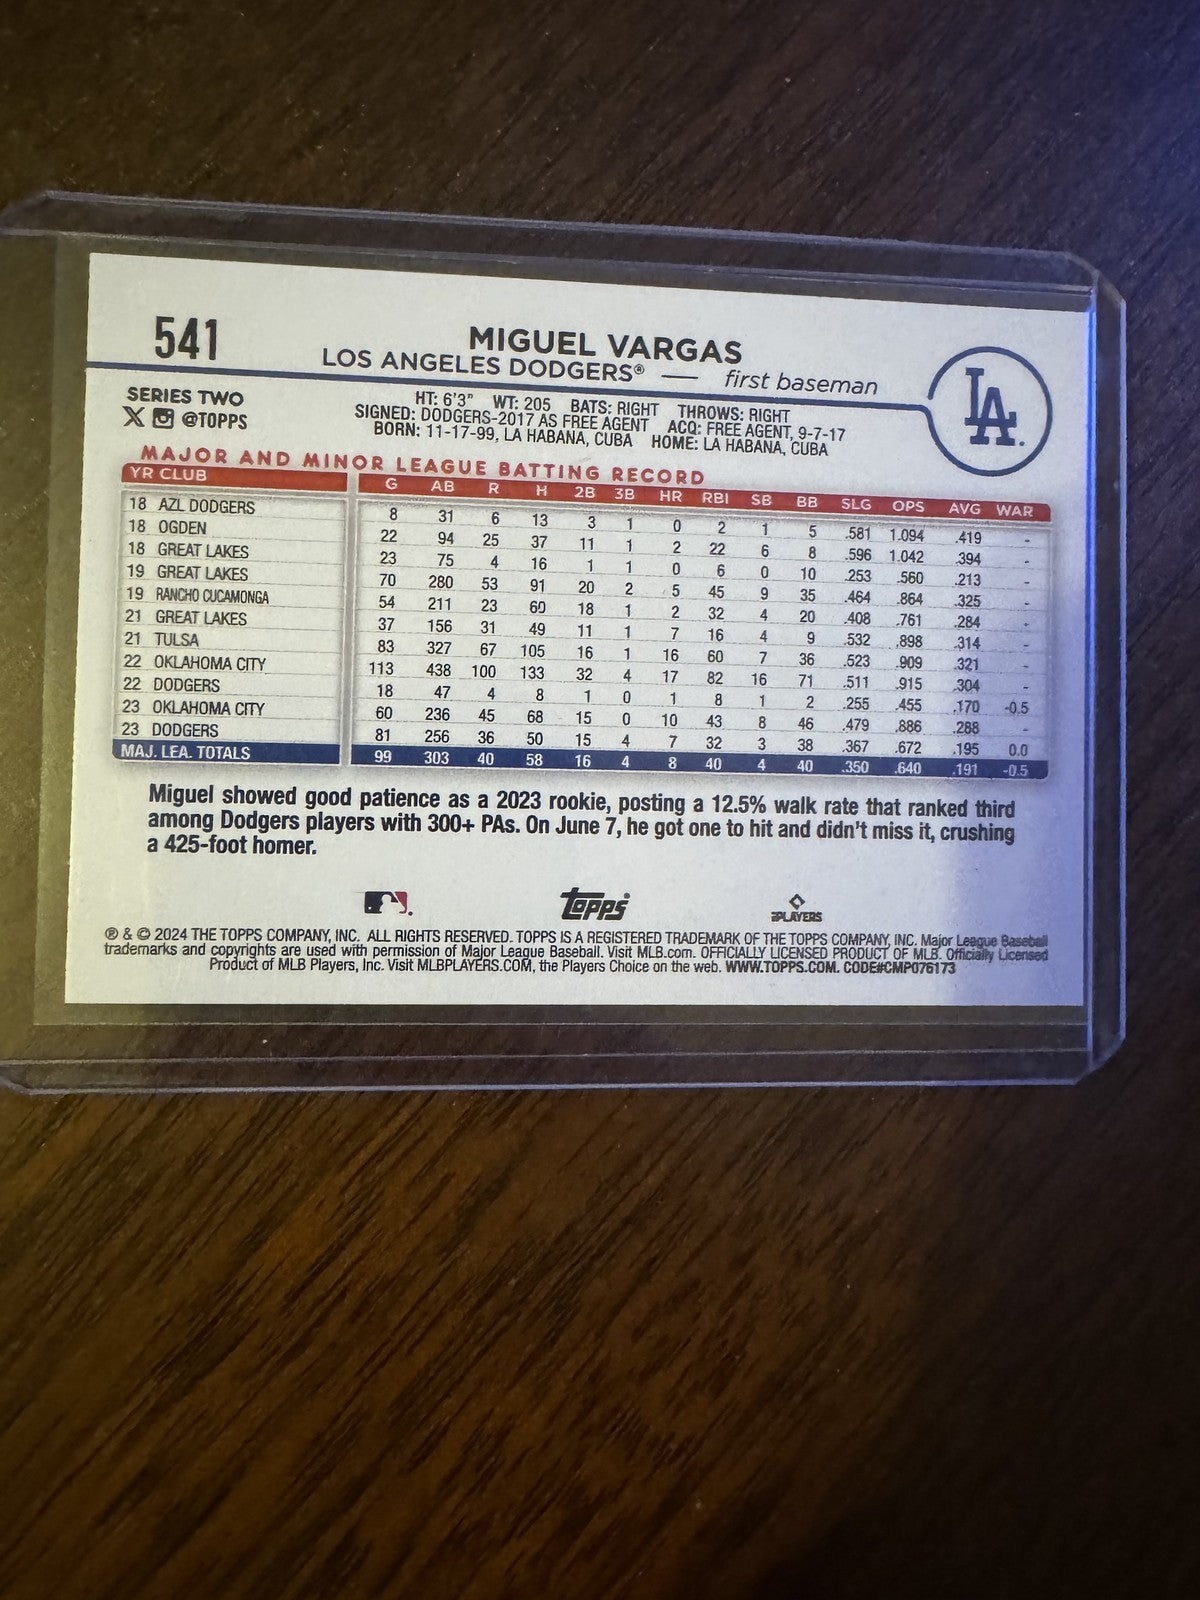 541
MIGUEL VARGAS
LOS ANGELES DODGERS® — first baseman
LA
SERIES TWO
X @TOPPS
HT: 6'3" WT: 205 BATS: RIGHT THROWS: RIGHT
SIGNED: DODGERS-2017 AS FREE AGENT ACQ: FREE AGENT, 9-7-17
BORN: 11-17-99, LA HABANA, CUBA HOME: LA HABANA, CUBA
MAJOR AND MINOR LEAGUE BATTING RECORD
YR CLUB G AB R H 2B 3B HR RBI SB BB SLG OPS AVG WAR
18 AZL DODGERS 8 31 6 13 3 1 0 2 1 5 .581 1.094 .419 -
18 OGDEN 22 94 25 37 11 1 2 22 6 8 .596 1.042 .394 -
18 GREAT LAKES 23 75 4 16 1 1 0 6 0 10 .253 .560 .213 -
19 GREAT LAKES 70 280 53 91 20 2 5 45 9 35 .464 .864 .325 -
19 RANCHO CUCAMONGA 54 211 23 60 18 1 2 32 4 20 .408 .761 .284 -
21 GREAT LAKES 37 156 31 49 11 1 7 16 4 9 .532 .898 .314 -
21 TULSA 83 327 67 105 16 1 16 60 7 36 .523 .909 .321 -
22 OKLAHOMA CITY 113 438 100 133 32 4 17 82 16 71 .511 .915 .304 -
22 DODGERS 18 47 4 8 1 0 1 8 1 2 .255 .455 .170 -0.5
23 OKLAHOMA CITY 60 236 45 68 15 0 10 43 8 46 .479 .886 .288 -
23 DODGERS 81 256 36 50 15 4 7 32 3 38 .367 .672 .195 0.0
MAJ. LEA. TOTALS 99 303 40 58 16 4 8 40 4 40 .350 .640 .191 -0.5
Miguel showed good patience as a 2023 rookie, posting a 12.5% walk rate that ranked third
among Dodgers players with 300+ PAs. On June 7, he got one to hit and didn't miss it, crushing
a 425-foot homer.
Topps
PLAYERS
® & © 2024 THE TOPPS COMPANY, INC. ALL RIGHTS RESERVED. TOPPS IS A REGISTERED TRADEMARK OF THE TOPPS COMPANY, INC. Major League Baseball
trademarks and copyrights are used with permission of Major League Baseball. Visit MLB.com. OFFICIALLY LICENSED PRODUCT OF MLB. Officially Licensed
Product of MLB Players, Inc. Visit MLBPLAYERS.COM, the Players Choice on the web. WWW.TOPPS.COM. CODE#CMP076173